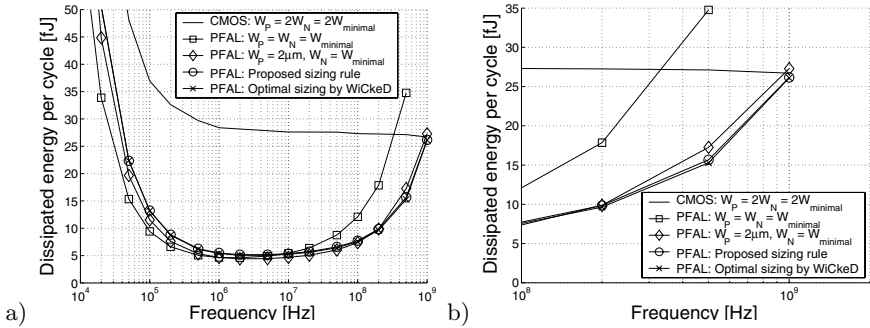 a)
Dissipated energy per cycle [fJ]
50
45
40
35
30
25
20
15
10
5
0
10^4
10^5
10^6
10^7
10^8
10^9
Frequency [Hz]
CMOS: W_P = 2W_N = 2W_minimal
PFAL: W_P = W_N = W_minimal
PFAL: W_P = 2μm, W_N = W_minimal
PFAL: Proposed sizing rule
PFAL: Optimal sizing by WiCkeD
b)
Dissipated energy per cycle [fJ]
35
30
25
20
15
10
5
0
10^8
10^9
Frequency [Hz]
CMOS: W_P = 2W_N = 2W_minimal
PFAL: W_P = W_N = W_minimal
PFAL: W_P = 2μm, W_N = W_minimal
PFAL: Proposed sizing rule
PFAL: Optimal sizing by WiCkeD